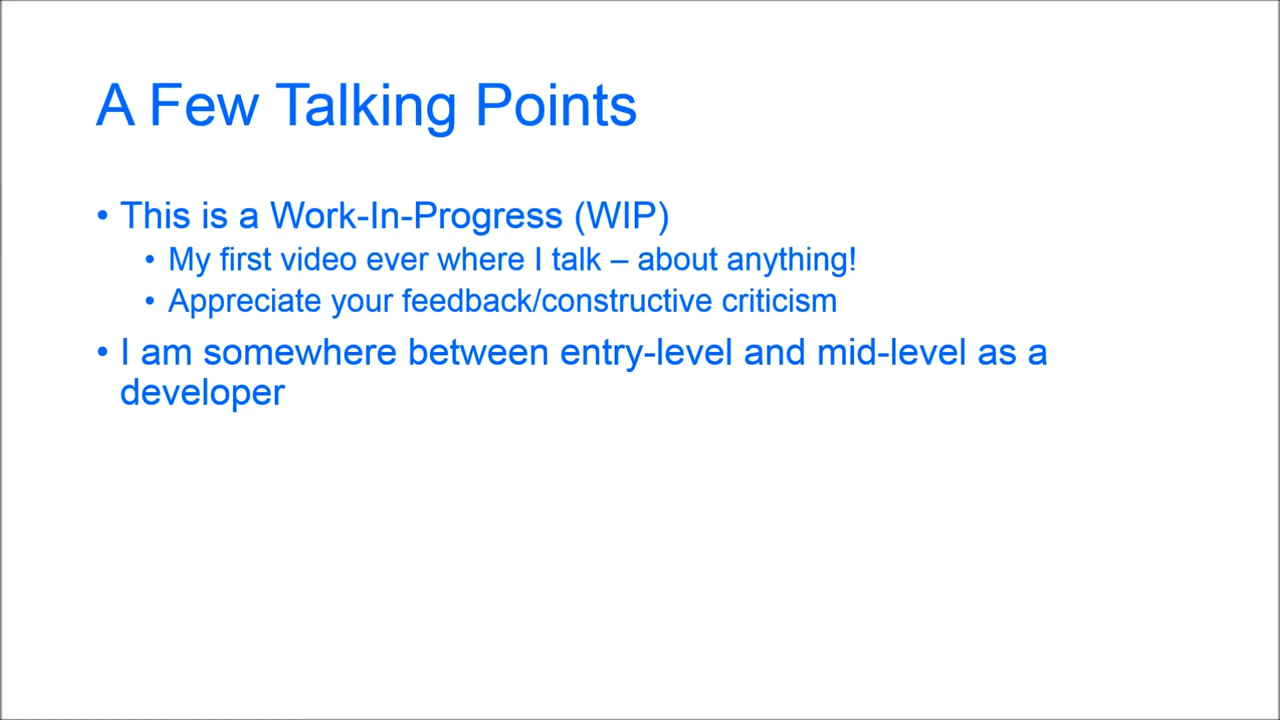 A Few Talking Points
• This is a Work-In-Progress (WIP)
• My first video ever where I talk – about anything!
• Appreciate your feedback/constructive criticism
• I am somewhere between entry-level and mid-level as a
developer